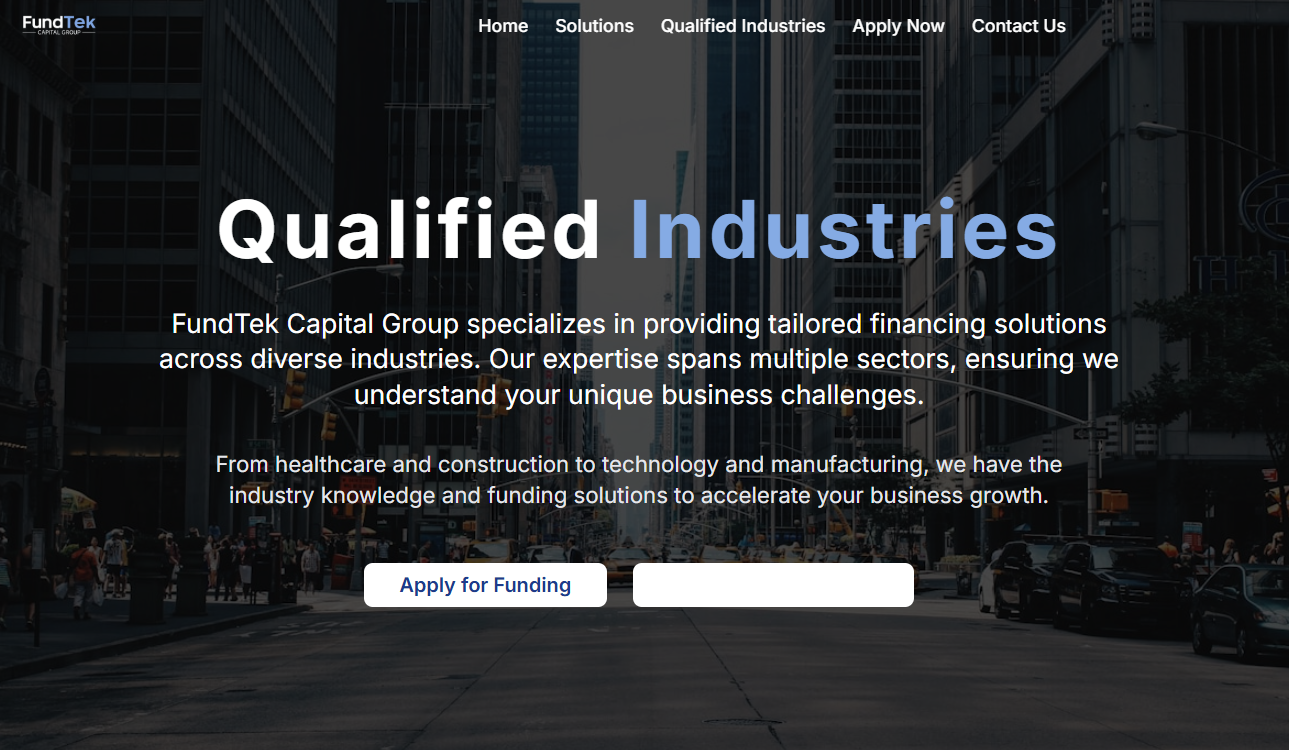 FundTek
CAPITAL GROUP
Home Solutions Qualified Industries Apply Now Contact Us
Qualified Industries
FundTek Capital Group specializes in providing tailored financing solutions
across diverse industries. Our expertise spans multiple sectors, ensuring we
understand your unique business challenges.
From healthcare and construction to technology and manufacturing, we have the
industry knowledge and funding solutions to accelerate your business growth.
Apply for Funding